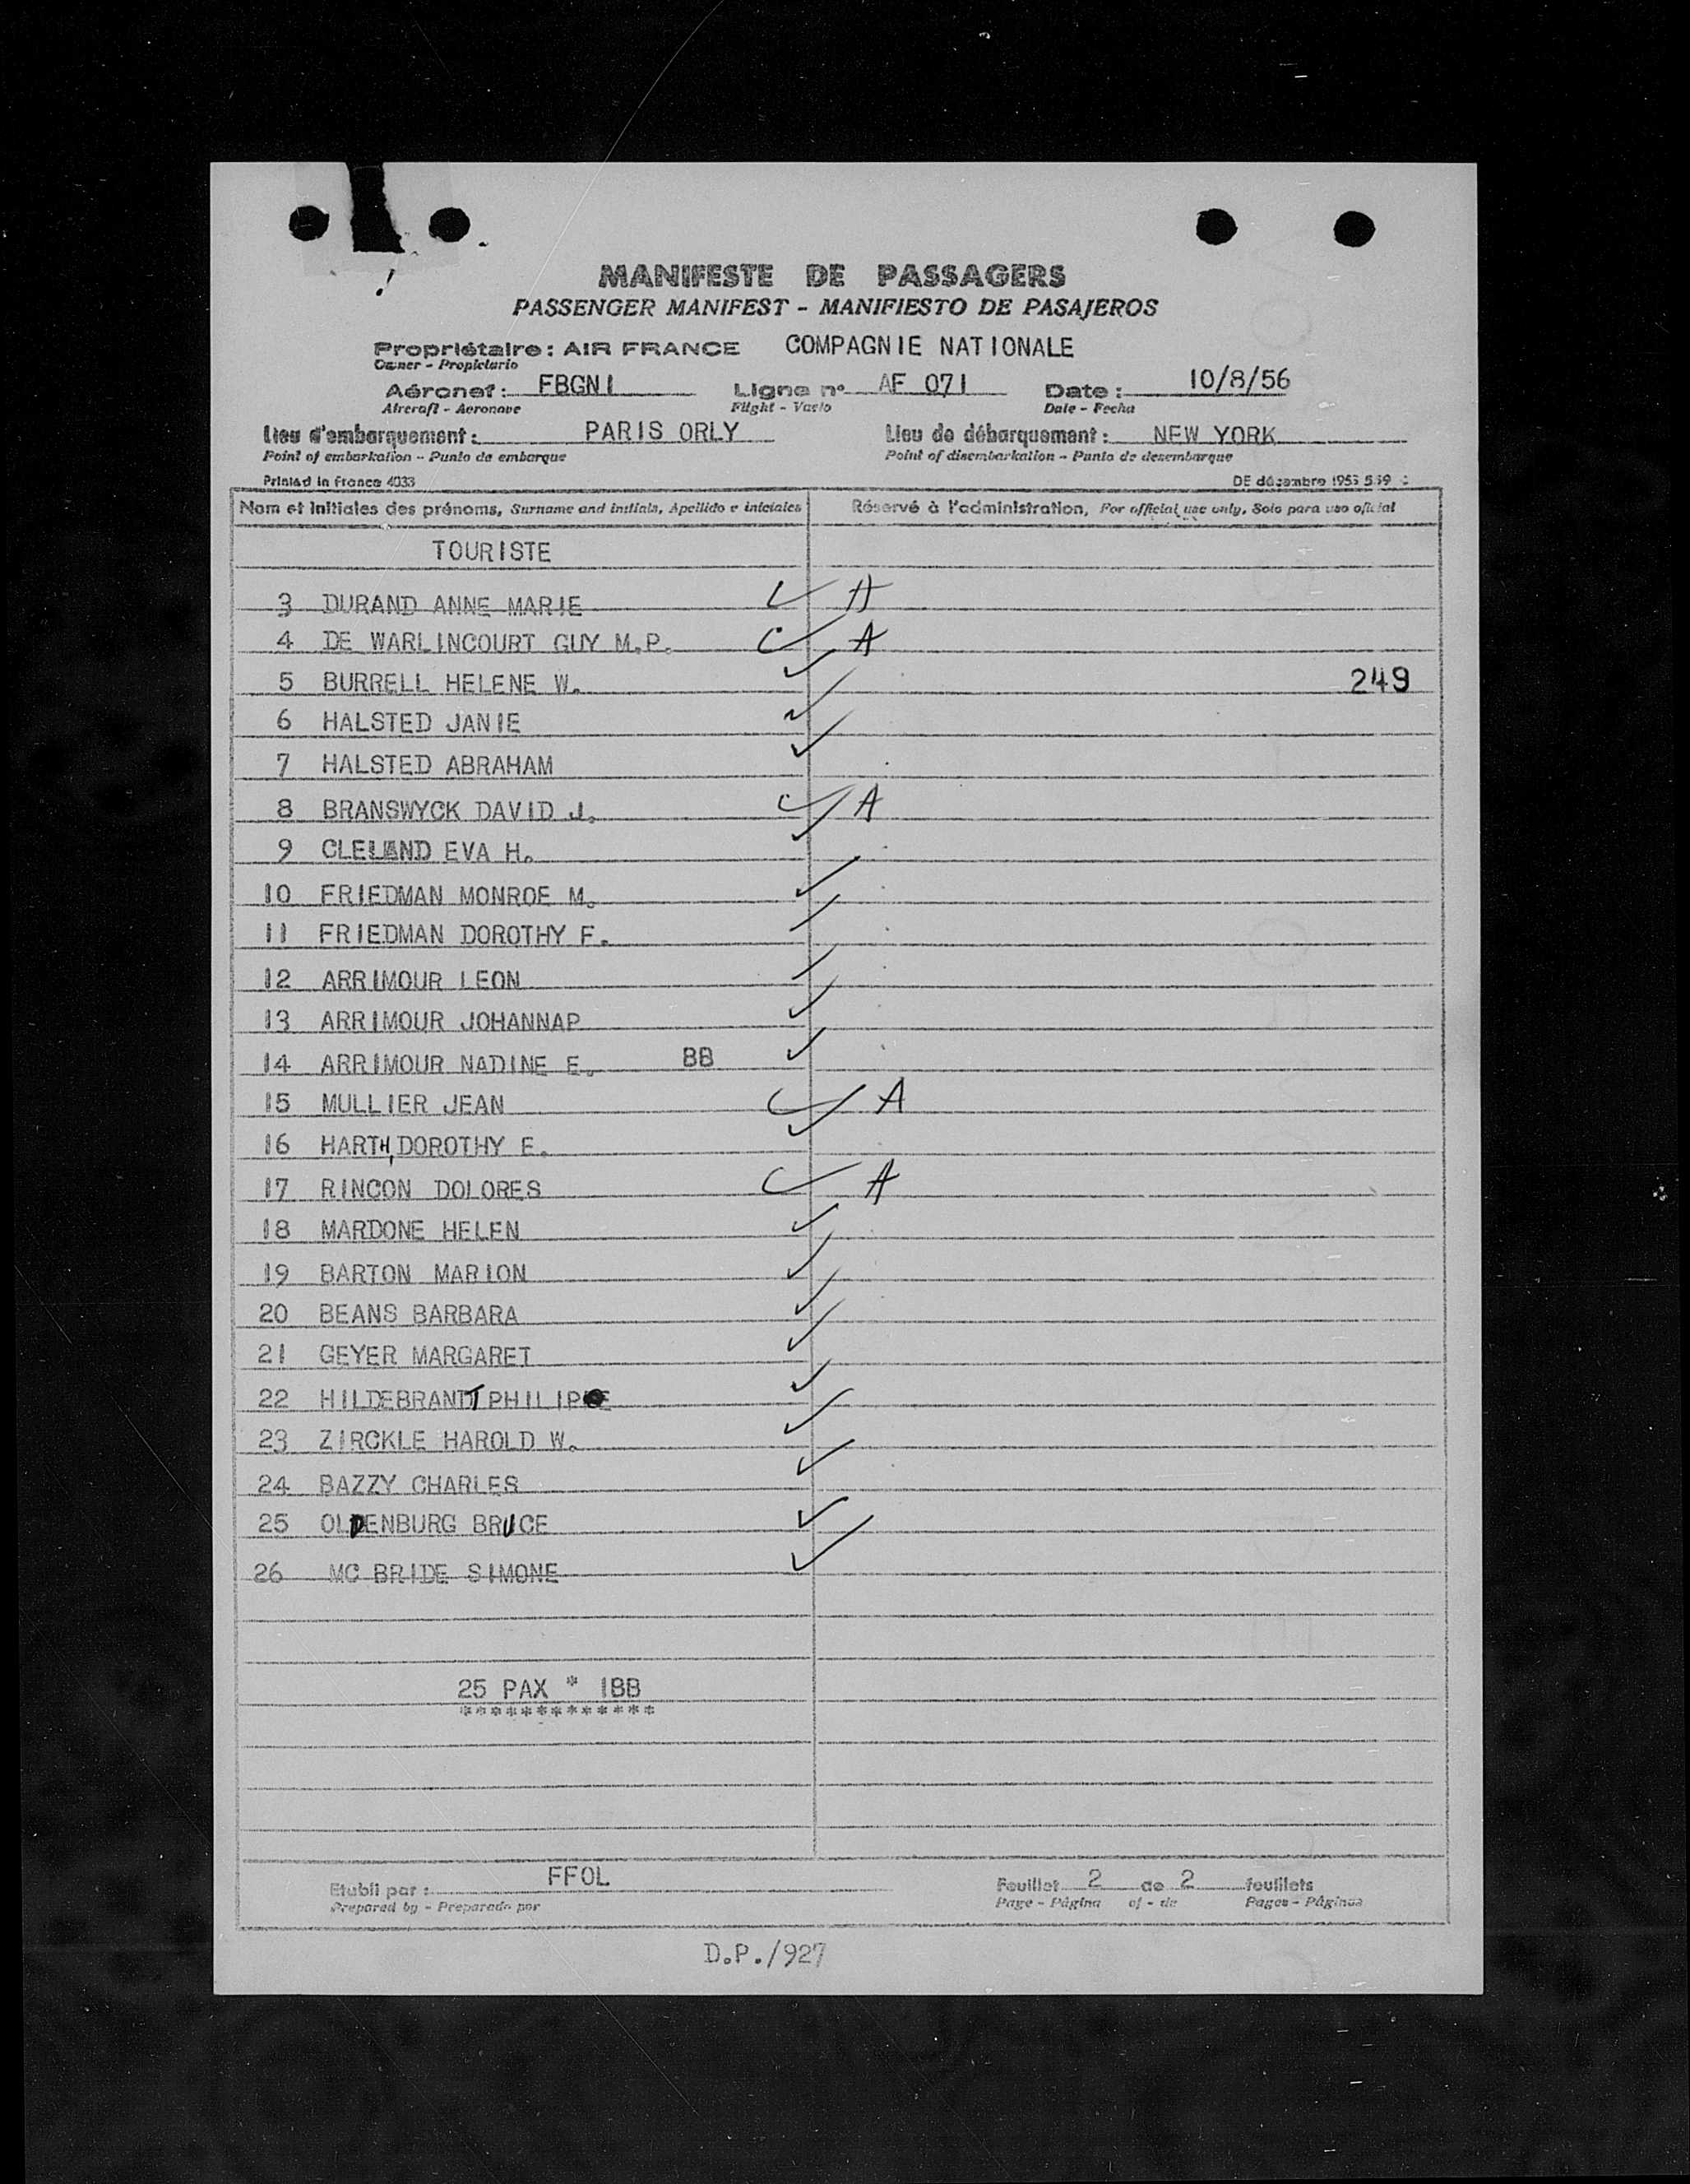 MANIFESTE DE PASSAGERS
PASSENGER MANIFEST - MANIFIESTO DE PASAJEROS
Propriétaire : AIR FRANCE COMPAGNIE NATIONALE
Owner - Propietario
Aéronef : FBGNI Ligne n° AF 071 Date : 10/8/56
Aircraft - Aeronave Flight - Vuelo Date - Fecha
Lieu d'embarquement : PARIS ORLY Lieu de débarquement : NEW YORK
Point of embarkation - Punto de embarque Point of disembarkation - Punto de desembarque
Printed in France 4033 DE décembre 1955
Nom et initiales des prénoms, Surname and initials, Apellido e iniciales Réservé à l'administration, For official use only, Solo para uso oficial
TOURISTE
3 DURAND ANNE MARIE A
4 DE WARLINCOURT GUY M.P. A
5 BURRELL HELENE W. 249
6 HALSTED JANIE
7 HALSTED ABRAHAM
8 BRANSWYCK DAVID J. A
9 CLELAND EVA H.
10 FRIEDMAN MONROE M.
11 FRIEDMAN DOROTHY F.
12 ARRIMOUR LEON
13 ARRIMOUR JOHANNAP
14 ARRIMOUR NADINE E. BB
15 MULLIER JEAN A
16 HARTH, DOROTHY E.
17 RINCON DOLORES A
18 MARDONE HELEN
19 BARTON MARION
20 BEANS BARBARA
21 GEYER MARGARET
22 HILDEBRANDT PHILIP
23 ZIRCKLE HAROLD W.
24 BAZZY CHARLES
25 OLDENBURG BRUCE
26 MC BRIDE SIMONE
25 PAX * 1BB
*************
Etabli par : FFOL Feuillet 2 de 2 feuillets
Prepared by - Preparado por Page - Página of - de Pages - Páginas
D.P./927